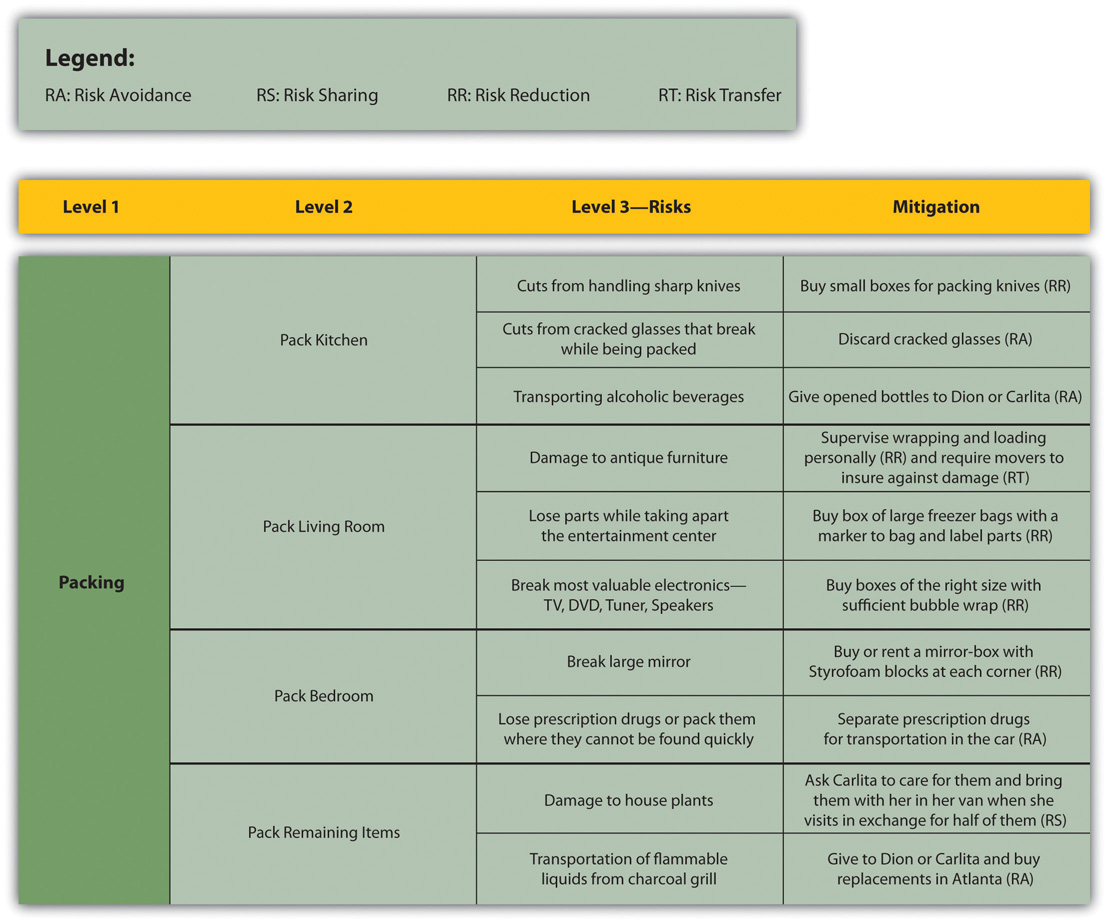 Legend:
RA: Risk Avoidance RS: Risk Sharing RR: Risk Reduction RT: Risk Transfer
Level 1 Level 2 Level 3—Risks Mitigation
Packing
Pack Kitchen
Cuts from handling sharp knives
Buy small boxes for packing knives (RR)
Cuts from cracked glasses that break
while being packed
Discard cracked glasses (RA)
Transporting alcoholic beverages
Give opened bottles to Dion or Carlita (RA)
Pack Living Room
Damage to antique furniture
Supervise wrapping and loading
personally (RR) and require movers to
insure against damage (RT)
Lose parts while taking apart
the entertainment center
Buy box of large freezer bags with a
marker to bag and label parts (RR)
Break most valuable electronics—
TV, DVD, Tuner, Speakers
Buy boxes of the right size with
sufficient bubble wrap (RR)
Pack Bedroom
Break large mirror
Buy or rent a mirror-box with
Styrofoam blocks at each corner (RR)
Lose prescription drugs or pack them
where they cannot be found quickly
Separate prescription drugs
for transportation in the car (RA)
Pack Remaining Items
Damage to house plants
Ask Carlita to care for them and bring
them with her in her van when she
visits in exchange for half of them (RS)
Transportation of flammable
liquids from charcoal grill
Give to Dion or Carlita and buy
replacements in Atlanta (RA)